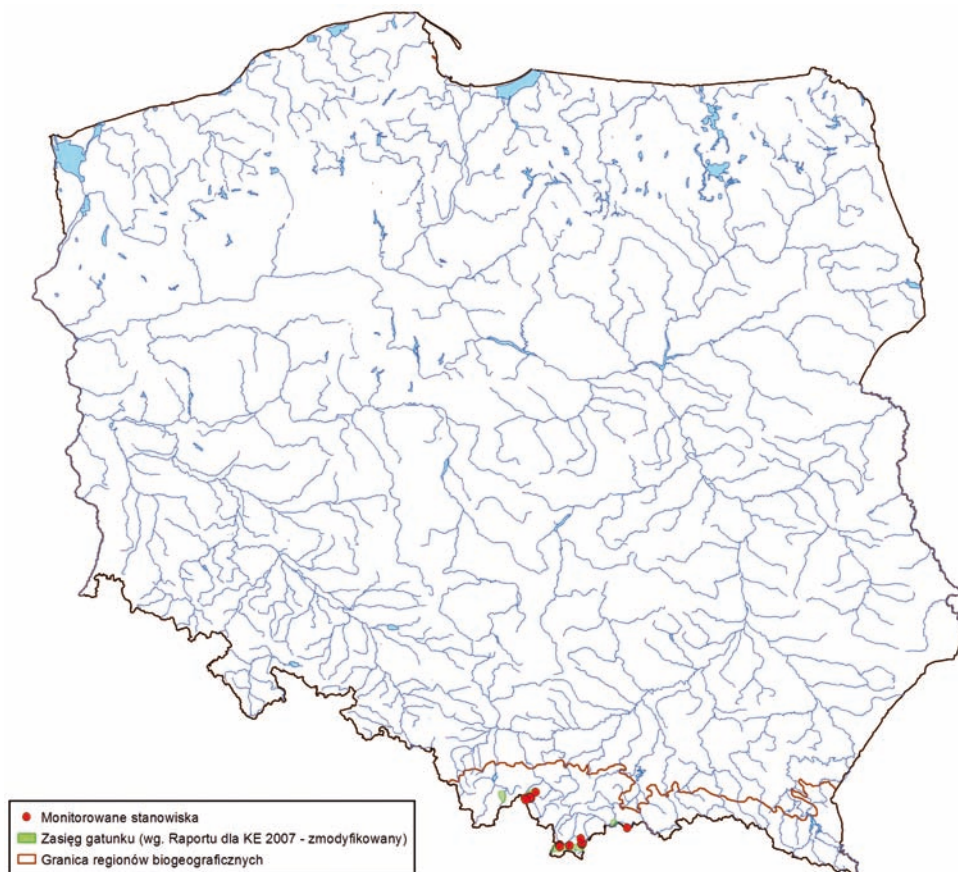 Monitorowane stanowiska
Zasięg gatunku (wg. Raportu dla KE 2007 - zmodyfikowany)
Granica regionów biogeograficznych